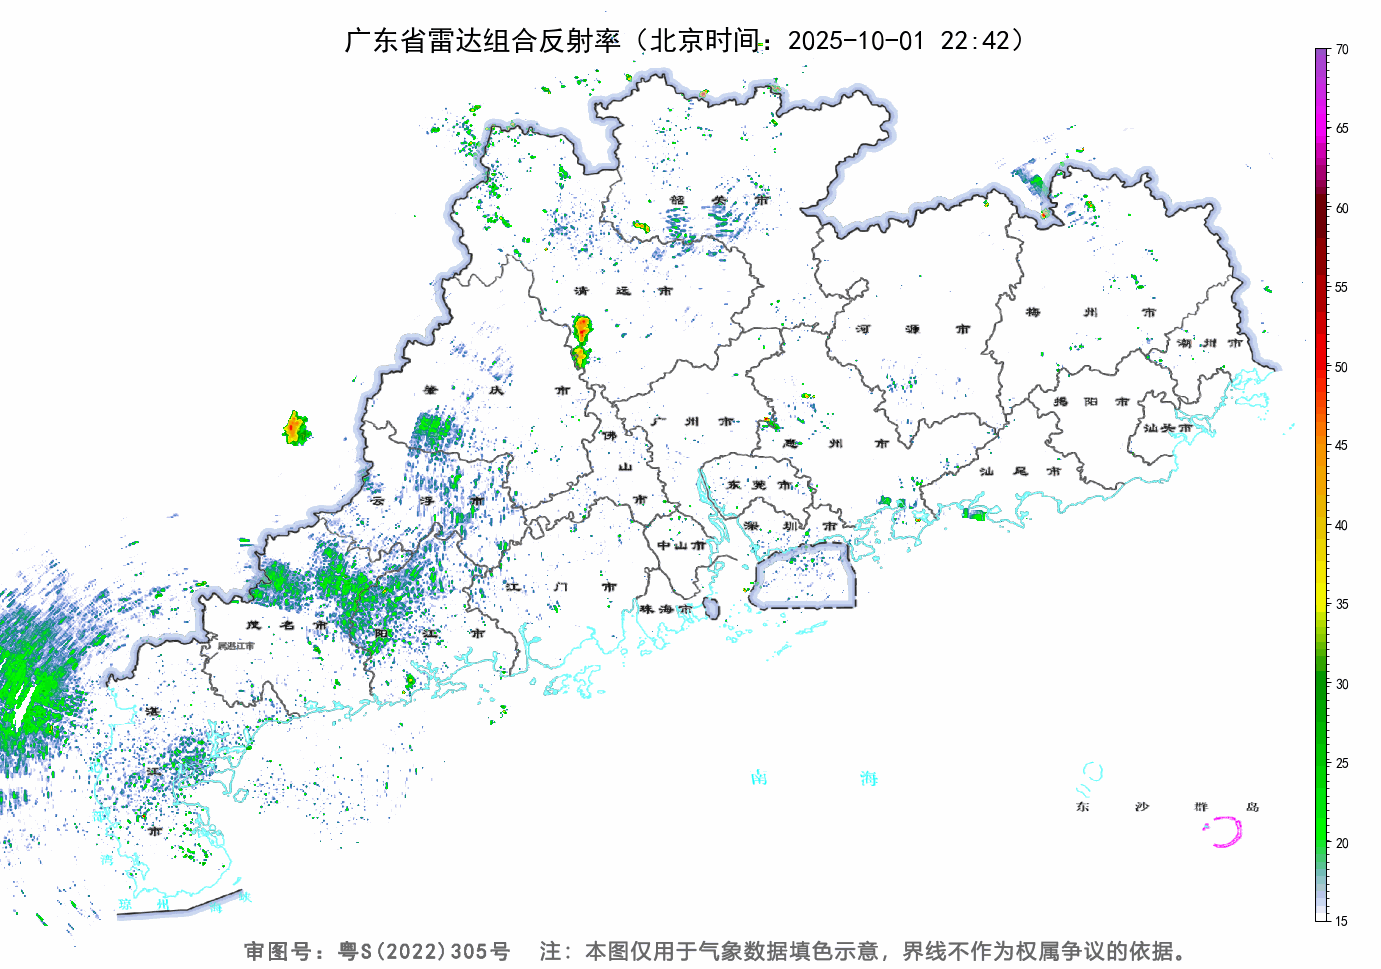 广东省雷达组合反射率（北京时间：2025-10-01 22:42）
70
65
60
55
50
45
40
35
30
25
20
15
韶 关 市
清 远 市
梅 州 市
河 源 市
潮 州 市
肇 庆 市
揭 阳 市
广 州 市
汕头市
佛 山 市
惠 州 市
汕 尾 市
东 莞 市
云 浮 市
深 圳 市
中山市
江 门 市
珠海市
茂 名 市
阳 江 市
属湛江市
湛 江 市
南 海
东 沙 群 岛
湾
琼 州 海 峡
审图号：粤S(2022)305号 注：本图仅用于气象数据填色示意，界线不作为权属争议的依据。